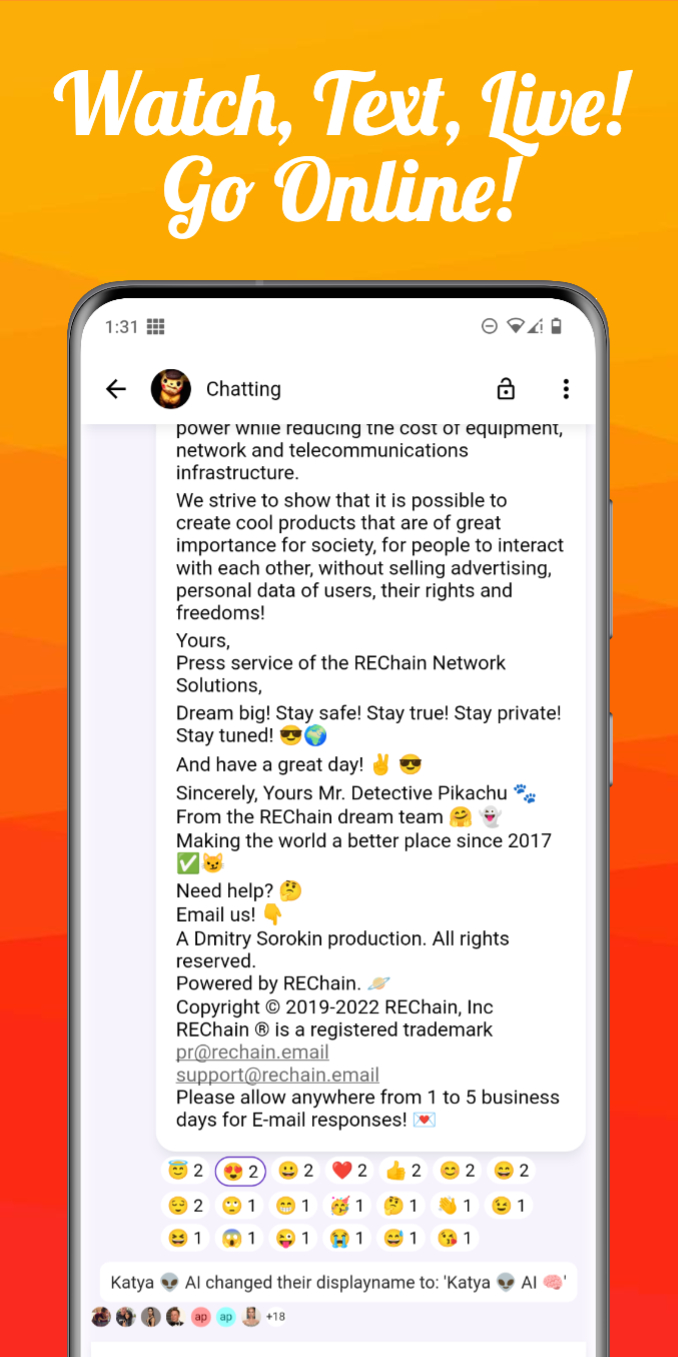 Watch, Text, Live!
Go Online!
1:31
Chatting
power while reducing the cost of equipment,
network and telecommunications
infrastructure.
We strive to show that it is possible to
create cool products that are of great
importance for society, for people to interact
with each other, without selling advertising,
personal data of users, their rights and
freedoms!
Yours,
Press service of the REChain Network
Solutions,
Dream big! Stay safe! Stay true! Stay private!
Stay tuned! 😎🌍
And have a great day! ✌️ 😎
Sincerely, Yours Mr. Detective Pikachu 🐾
From the REChain dream team 🤗 👻
Making the world a better place since 2017
✅😼
Need help? 🤔
Email us! 👇
A Dmitry Sorokin production. All rights
reserved.
Powered by REChain. 🪐
Copyright © 2019-2022 REChain, Inc
REChain ® is a registered trademark
pr@rechain.email
support@rechain.email
Please allow anywhere from 1 to 5 business
days for E-mail responses! 💌
😇 2 😍 2 😀 2 ❤️ 2 👍 2 😊 2 😄 2
😌 2 🙄 1 😁 1 🥳 1 🤔 1 👋 1 😉 1
😆 1 😱 1 😜 1 😭 1 😅 1 😘 1
Katya 👽 AI changed their displayname to: 'Katya 👽 AI 🧠'
ap ap +18